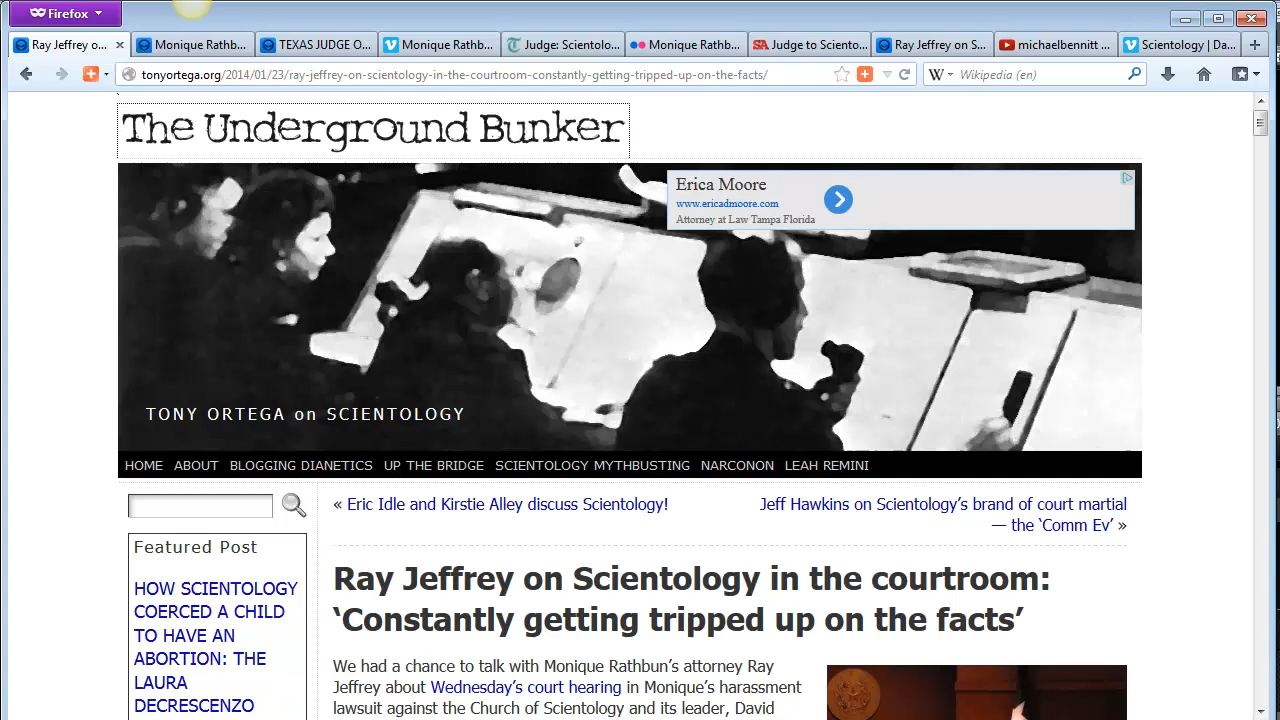 Firefox
Ray Jeffrey o...
Monique Rathb...
TEXAS JUDGE O...
Monique Rathb...
Judge: Scientolo...
Monique Rathb...
Judge to Sciento...
Ray Jeffrey on S...
michaelbennitt ...
Scientology | Da...
tonyortega.org/2014/01/23/ray-jeffrey-on-scientology-in-the-courtroom-constantly-getting-tripped-up-on-the-facts/
W
Wikipedia (en)
The Underground Bunker
Erica Moore
www.ericadmoore.com
Attorney at Law Tampa Florida
TONY ORTEGA on SCIENTOLOGY
HOME ABOUT BLOGGING DIANETICS UP THE BRIDGE SCIENTOLOGY MYTHBUSTING NARCONON LEAH REMINI
« Eric Idle and Kirstie Alley discuss Scientology!
Jeff Hawkins on Scientology’s brand of court martial
— the ‘Comm Ev’ »
Featured Post
HOW SCIENTOLOGY
COERCED A CHILD
TO HAVE AN
ABORTION: THE
LAURA
DECRESCENZO
Ray Jeffrey on Scientology in the courtroom:
‘Constantly getting tripped up on the facts’
We had a chance to talk with Monique Rathbun’s attorney Ray
Jeffrey about Wednesday’s court hearing in Monique’s harassment
lawsuit against the Church of Scientology and its leader, David